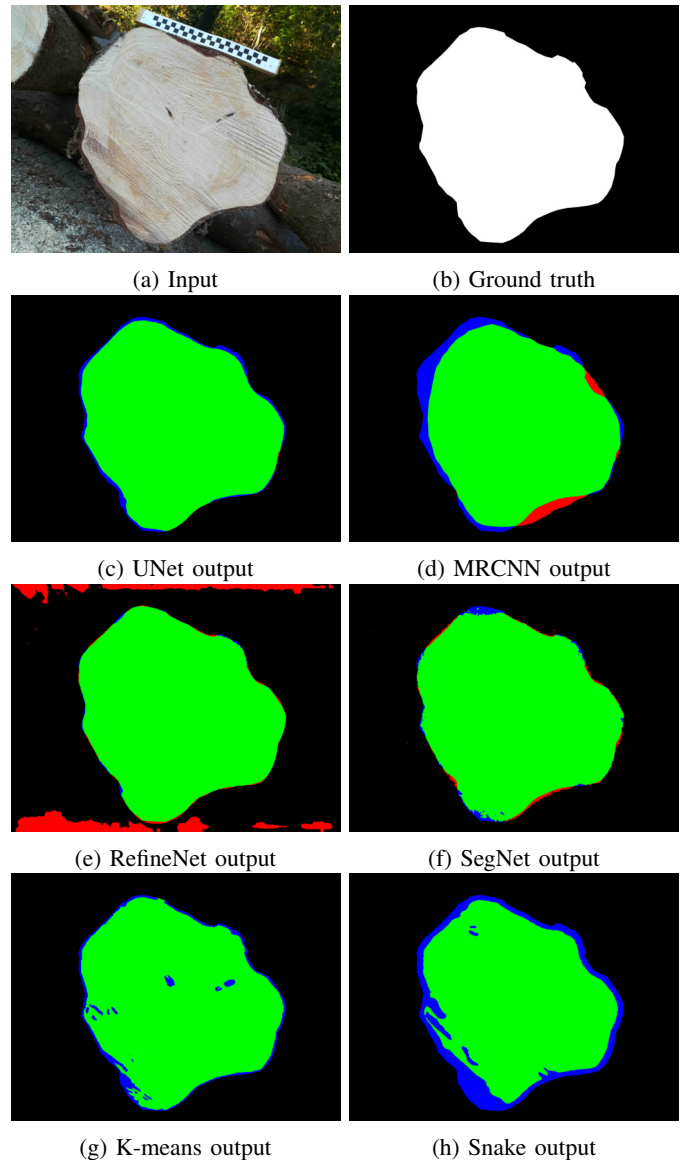 (a) Input
(b) Ground truth
(c) UNet output
(d) MRCNN output
(e) RefineNet output
(f) SegNet output
(g) K-means output
(h) Snake output